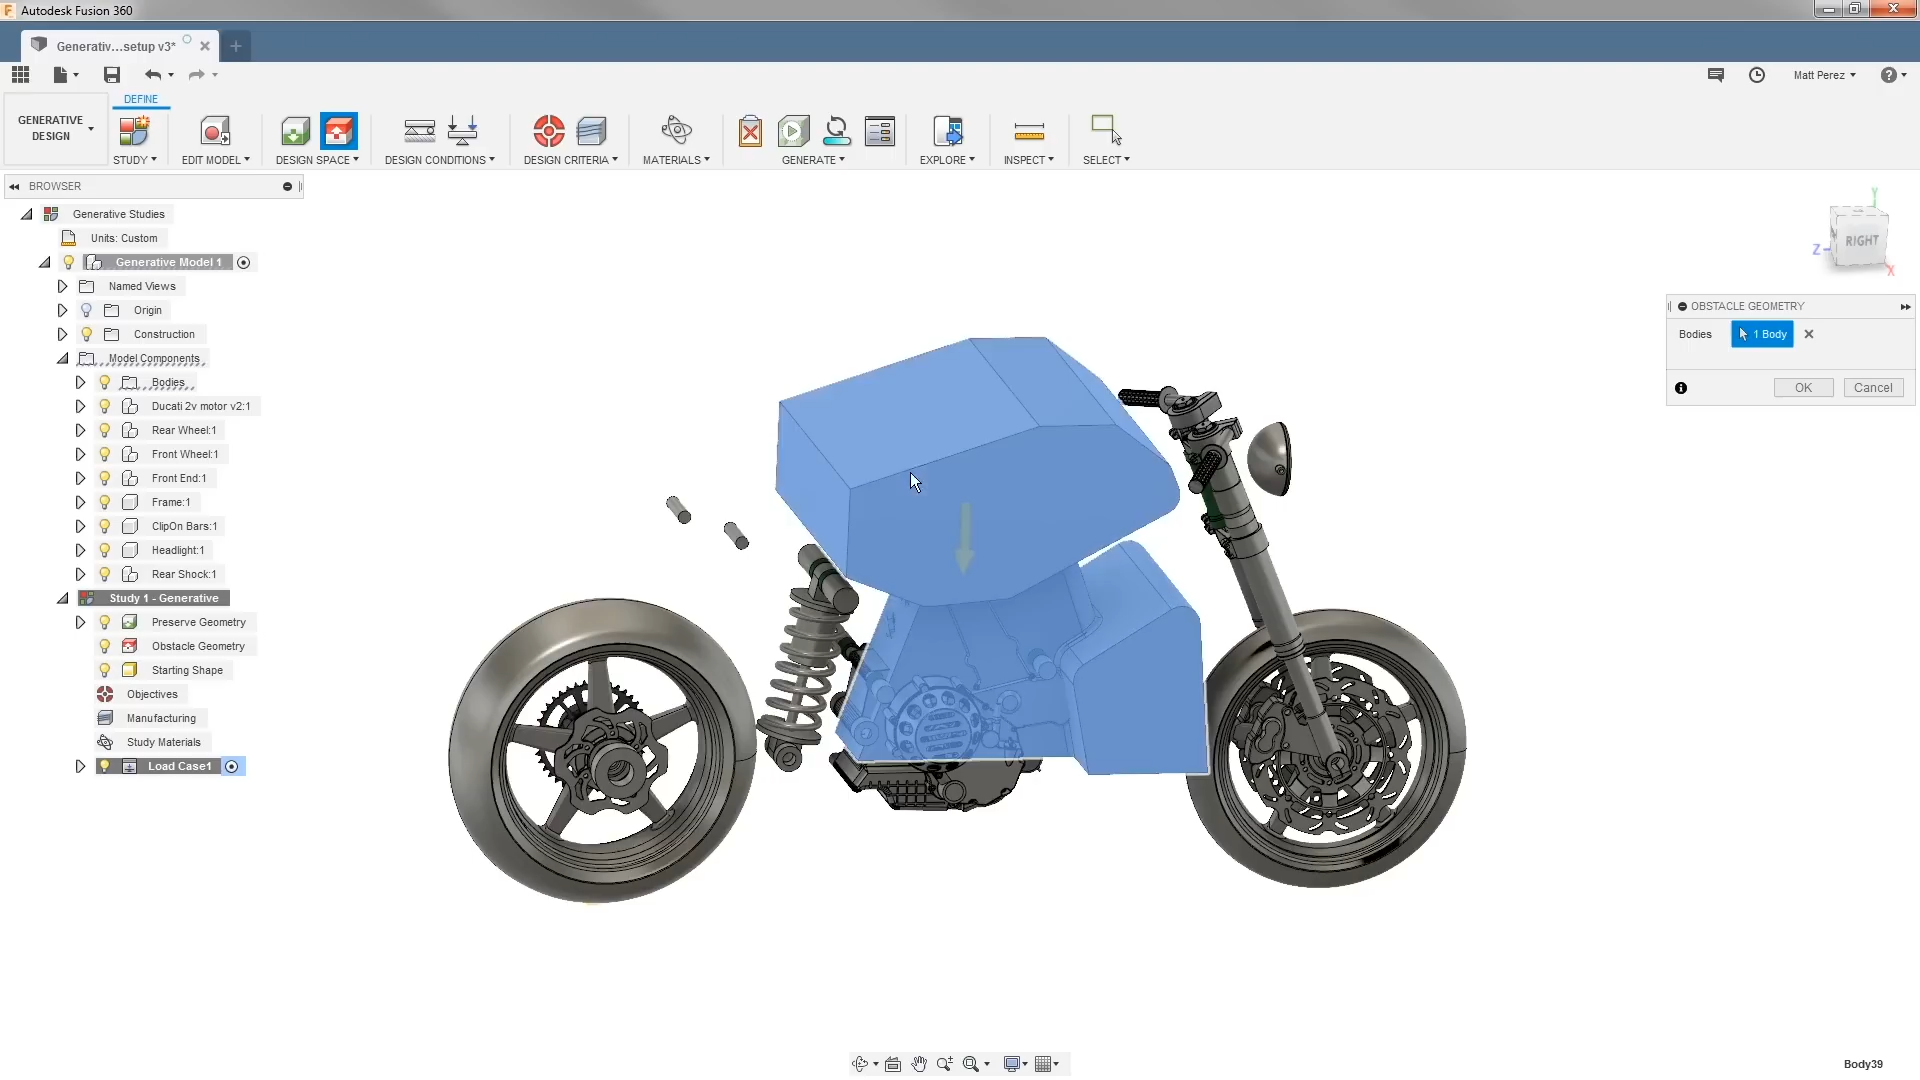 Autodesk Fusion 360
Generativ...setup v3*
Matt Perez
DEFINE
GENERATIVE
DESIGN
STUDY
EDIT MODEL
DESIGN SPACE
DESIGN CONDITIONS
DESIGN CRITERIA
MATERIALS
GENERATE
EXPLORE
INSPECT
SELECT
BROWSER
Generative Studies
Units: Custom
Generative Model 1
Named Views
Origin
Construction
Model Components
Bodies
Ducati 2v motor v2:1
Rear Wheel:1
Front Wheel:1
Front End:1
Frame:1
ClipOn Bars:1
Headlight:1
Rear Shock:1
Study 1 - Generative
Preserve Geometry
Obstacle Geometry
Starting Shape
Objectives
Manufacturing
Study Materials
Load Case1
Y
Z
X
RIGHT
OBSTACLE GEOMETRY
Bodies
1 Body
OK
Cancel
Body39